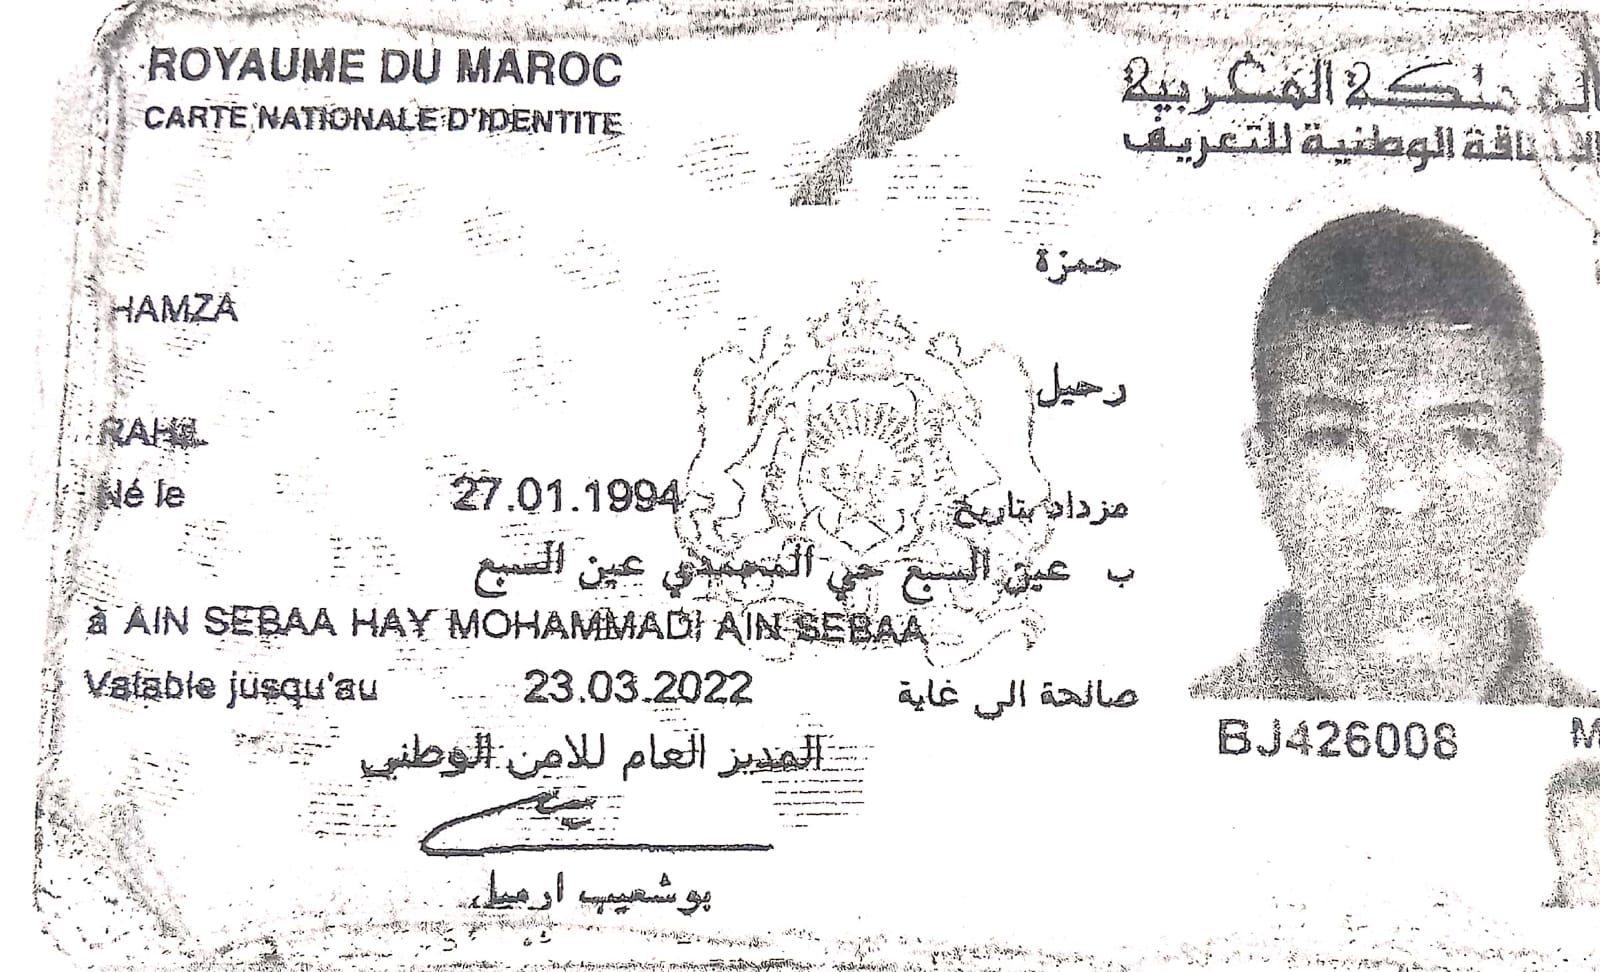 ROYAUME DU MAROC
المملكة المغربية
CARTE NATIONALE D'IDENTITE
البطاقة الوطنية للتعريف
حمزة
HAMZA
رحيل
RAHIL
Né le 27.01.1994 مزداد بتاريخ
ب عين السبع حي المحمدي عين السبع
à AIN SEBAA HAY MOHAMMADI AIN SEBAA
Valable jusqu'au 23.03.2022 صالحة الى غاية
BJ426008
المدير العام للامن الوطني
بوشعيب ارميل